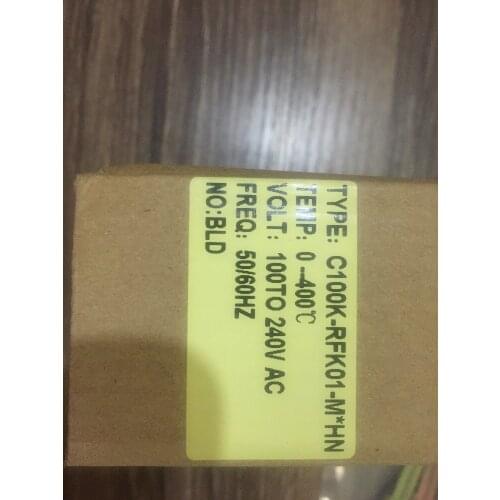 TYPE: C100K-RFK01-M*HN
TEMP: 0--400℃
VOLT: 100TO 240V AC
FREQ: 50/60HZ
NO:BLD